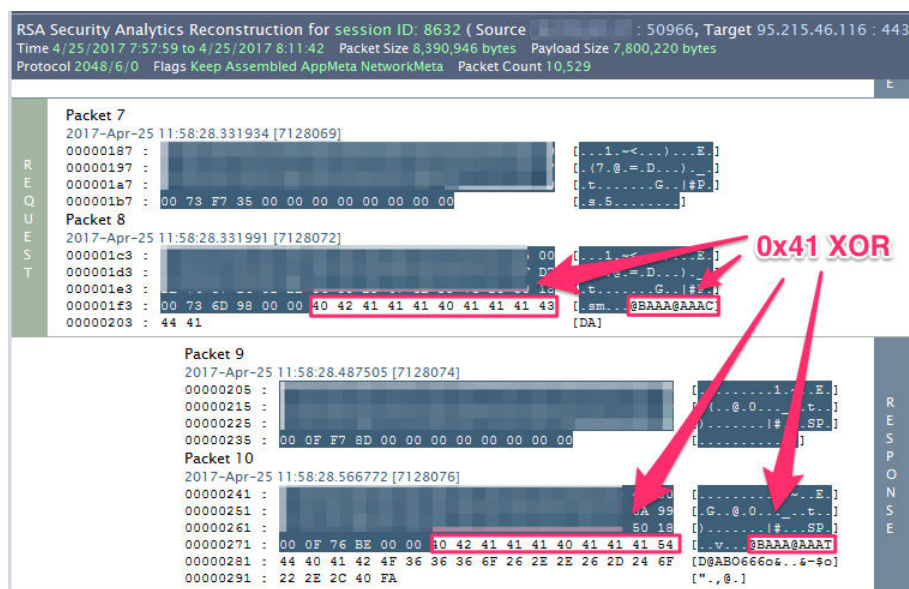 RSA Security Analytics Reconstruction for session ID: 8632 ( Source : 50966, Target 95.215.46.116 : 443
Time 4/25/2017 7:57:59 to 4/25/2017 8:11:42 Packet Size 8,390,946 bytes Payload Size 7,800,220 bytes
Protocol 2048/6/0 Flags Keep Assembled AppMeta NetworkMeta Packet Count 10,529
E
REQUEST
Packet 7
2017-Apr-25 11:58:28.331934 [7128069]
00000187 : [...1.~<...)...E.]
00000197 : [.(7.@.=.D...)._.]
000001a7 : [.t.......G..|#P.]
000001b7 : 00 73 F7 35 00 00 00 00 00 00 00 00 [.s.5........]
Packet 8
2017-Apr-25 11:58:28.331991 [7128072]
000001c3 : 00 [...1.~<...)...E.]
000001d3 :
000001e3 : 18
000001f3 : 00 73 6D 98 00 00 40 42 41 41 41 40 41 41 41 43 [.sm...@BAAA@AAAC]
00000203 : 44 41 [DA]
0x41 XOR
RESPONSE
Packet 9
2017-Apr-25 11:58:28.487505 [7128074]
00000205 :
00000215 :
00000225 :
00000235 : 00 0F F7 8D 00 00 00 00 00 00 00 00
Packet 10
2017-Apr-25 11:58:28.566772 [7128076]
00000241 :
00000251 : 99
00000261 : 50 18
00000271 : 00 0F 76 BE 00 00 40 42 41 41 41 40 41 41 41 54 [..v...@BAAA@AAAT]
00000281 : 44 40 41 42 4F 36 36 36 6F 26 2E 2E 26 2D 24 6F [D@ABO666o&..&-$o]
00000291 : 22 2E 2C 40 FA [".,@.]